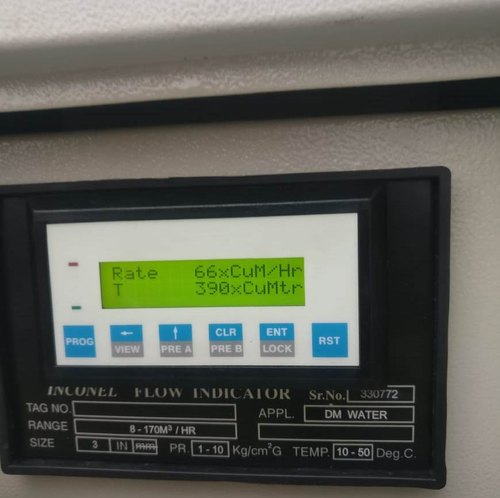 Rate 66xCuM/Hr
T 390xCuMtr
PROG ← ↑ CLR ENT RST
VIEW PRE A PRE B LOCK
INCONEL FLOW INDICATOR Sr.No. 330772
TAG NO. APPL. DM WATER
RANGE 8 - 170M³ / HR
SIZE 3 IN mm PR. 1 - 10 Kg/cm²G TEMP. 10 - 50 Deg.C.